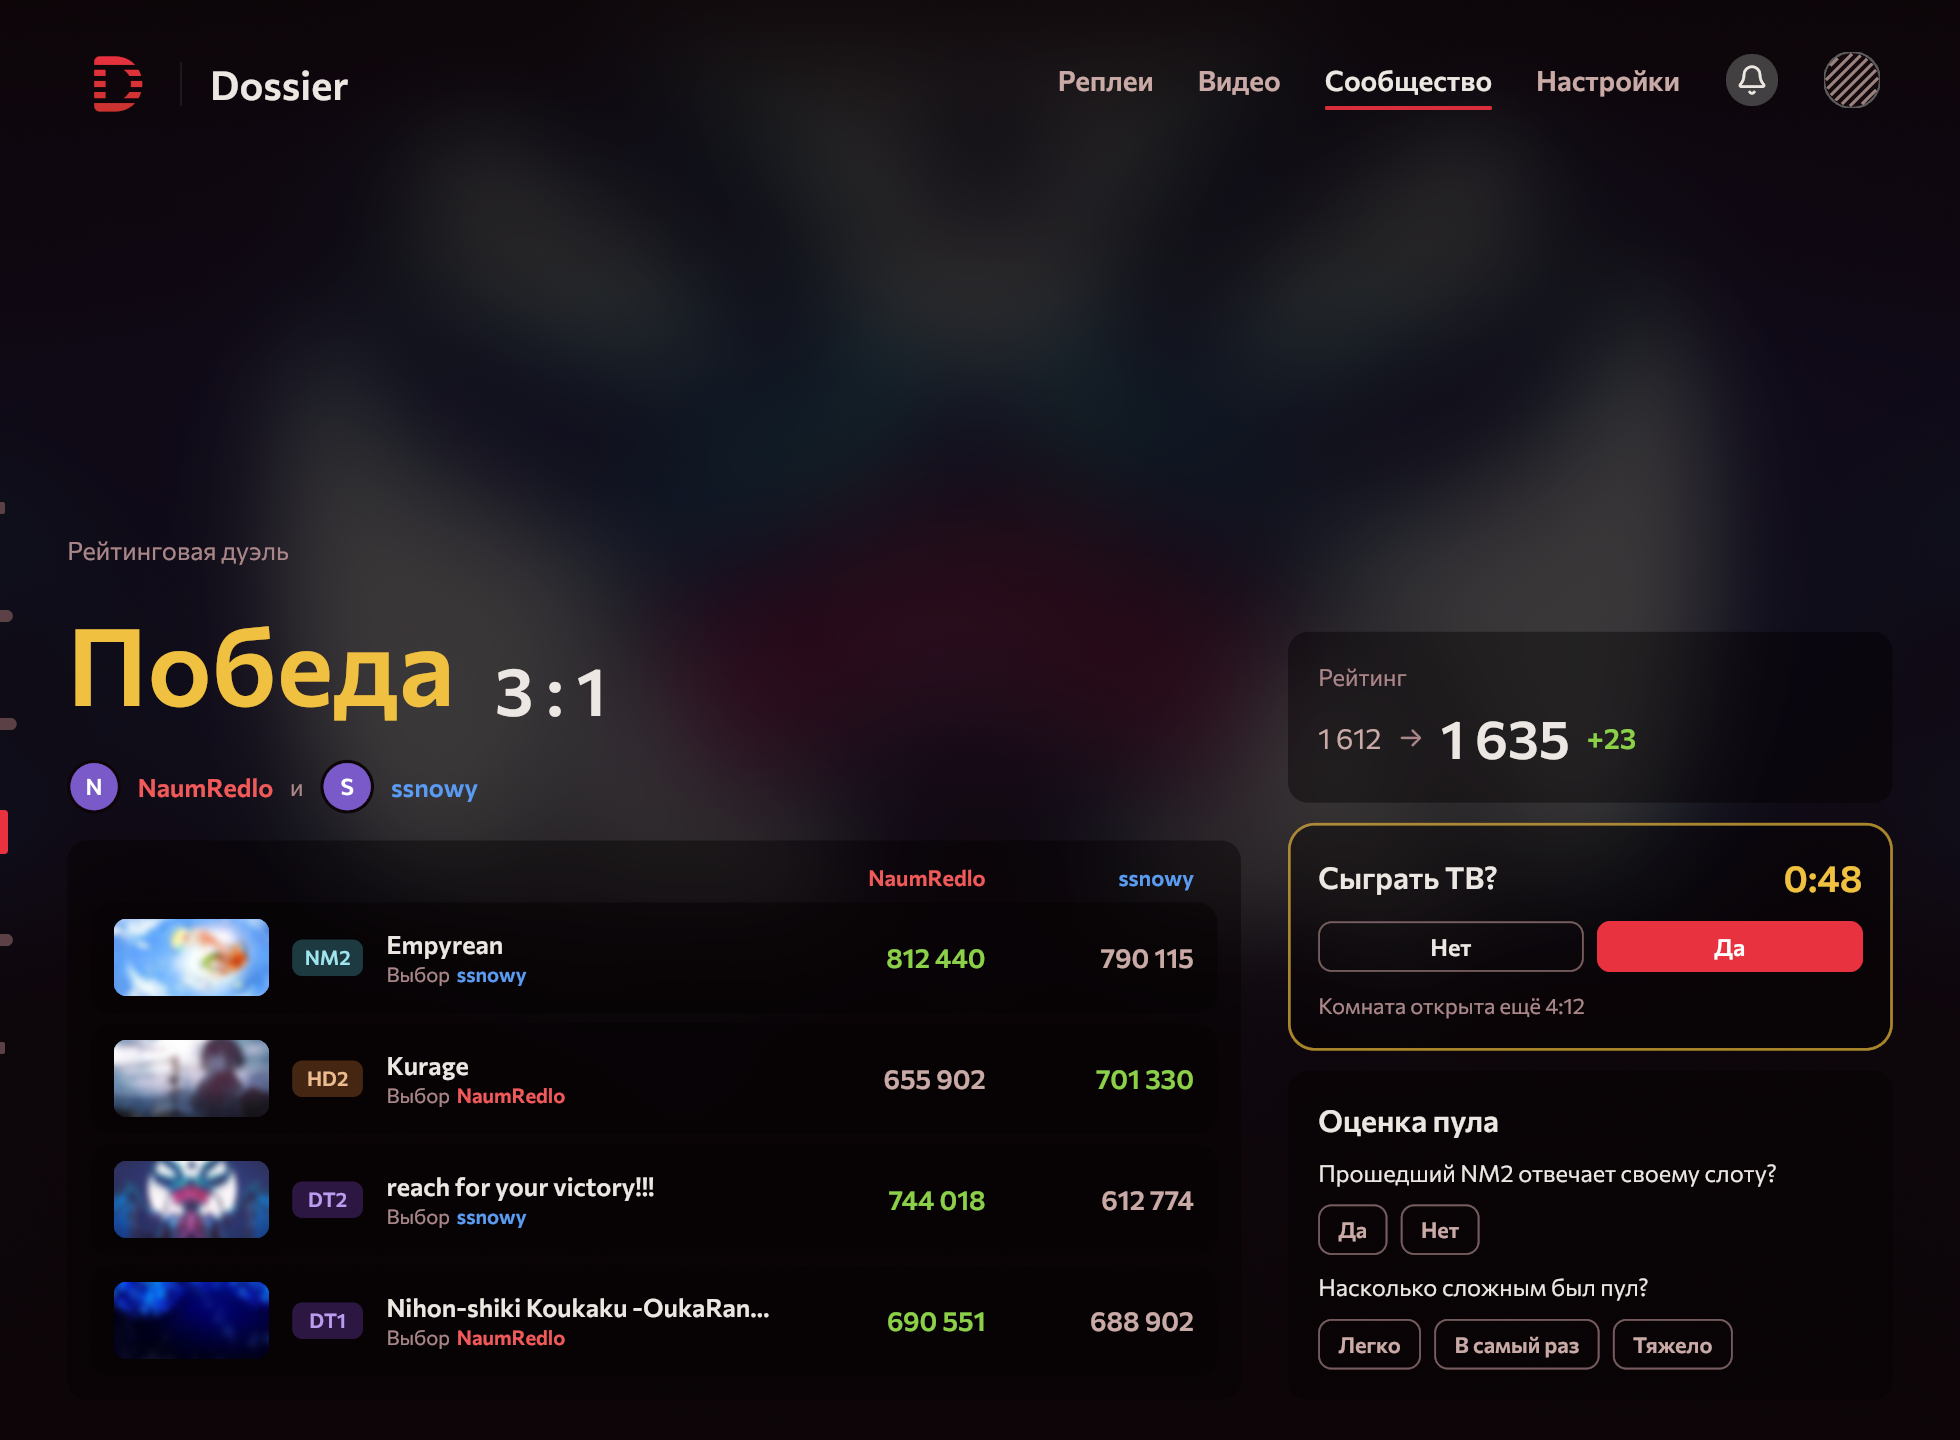 Dossier
Реплеи Видео Сообщество Настройки
Рейтинговая дуэль
Победа 3 : 1
N NaumRedlo и S ssnowy
NaumRedlo ssnowy
NM2 Empyrean 812 440 790 115
Выбор ssnowy
HD2 Kurage 655 902 701 330
Выбор NaumRedlo
DT2 reach for your victory!!! 744 018 612 774
Выбор ssnowy
DT1 Nihon-shiki Koukaku -OukaRan... 690 551 688 902
Выбор NaumRedlo
Рейтинг
1 612 → 1 635 +23
Сыграть ТВ? 0:48
Нет Да
Комната открыта ещё 4:12
Оценка пула
Прошедший NM2 отвечает своему слоту?
Да Нет
Насколько сложным был пул?
Легко В самый раз Тяжело